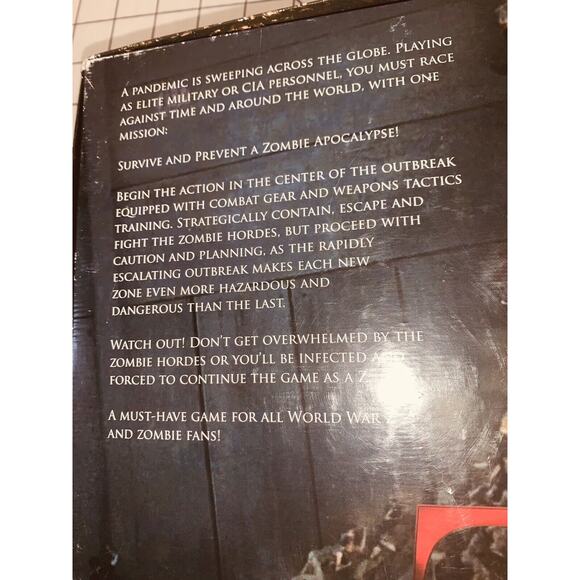 A PANDEMIC IS SWEEPING ACROSS THE GLOBE. PLAYING
AS ELITE MILITARY OR CIA PERSONNEL, YOU MUST RACE
AGAINST TIME AND AROUND THE WORLD, WITH ONE
MISSION:
SURVIVE AND PREVENT A ZOMBIE APOCALYPSE!
BEGIN THE ACTION IN THE CENTER OF THE OUTBREAK
EQUIPPED WITH COMBAT GEAR AND WEAPONS TACTICS
TRAINING. STRATEGICALLY CONTAIN, ESCAPE AND
FIGHT THE ZOMBIE HORDES, BUT PROCEED WITH
CAUTION AND PLANNING, AS THE RAPIDLY
ESCALATING OUTBREAK MAKES EACH NEW
ZONE EVEN MORE HAZARDOUS AND
DANGEROUS THAN THE LAST.
WATCH OUT! DON'T GET OVERWHELMED BY THE
ZOMBIE HORDES OR YOU'LL BE INFECTED AND
FORCED TO CONTINUE THE GAME AS A
A MUST-HAVE GAME FOR ALL WORLD WAR
AND ZOMBIE FANS!